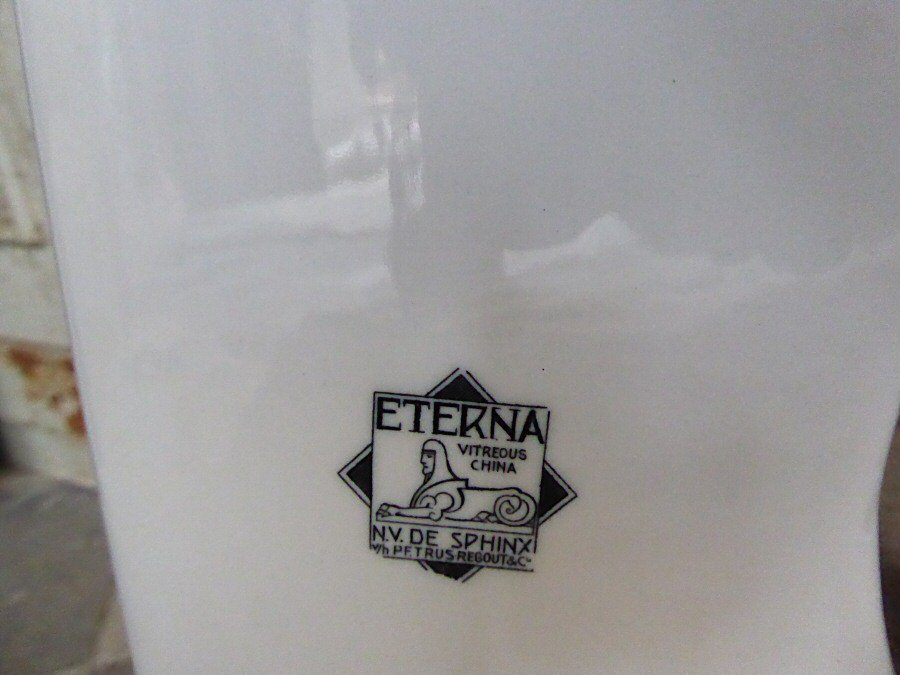 ETERNA
VITREOUS
CHINA
N.V. DE SPHINX
V/h PETRUS REGOUT & Co